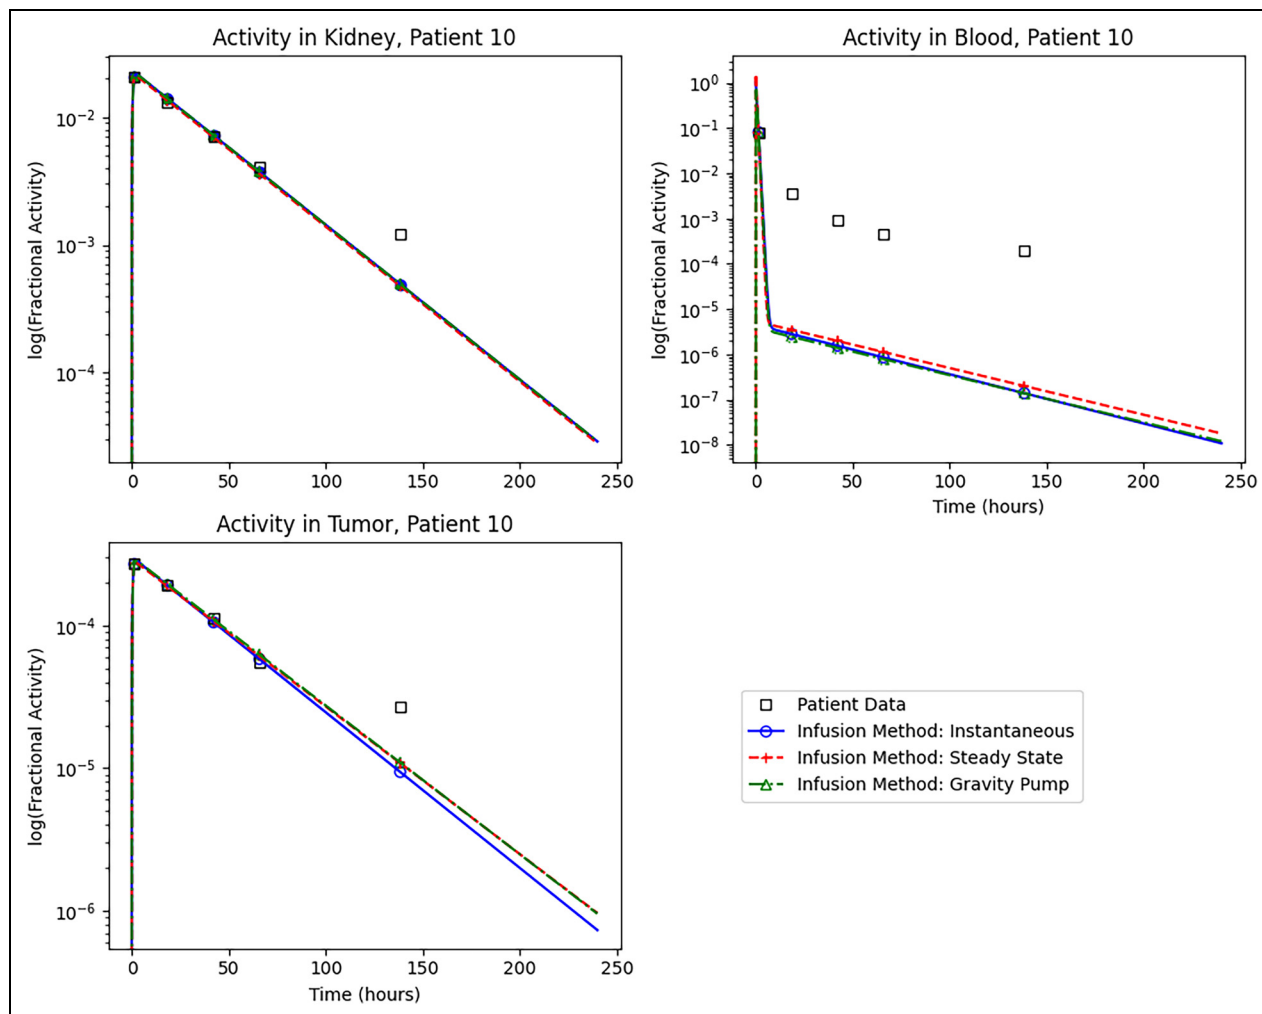 Activity in Kidney, Patient 10
log(Fractional Activity)
10⁻²
10⁻³
10⁻⁴
0 50 100 150 200 250
Activity in Blood, Patient 10
log(Fractional Activity)
10⁰
10⁻¹
10⁻²
10⁻³
10⁻⁴
10⁻⁵
10⁻⁶
10⁻⁷
10⁻⁸
0 50 100 150 200 250
Time (hours)
Activity in Tumor, Patient 10
log(Fractional Activity)
10⁻⁴
10⁻⁵
10⁻⁶
0 50 100 150 200 250
Time (hours)
Patient Data
Infusion Method: Instantaneous
Infusion Method: Steady State
Infusion Method: Gravity Pump